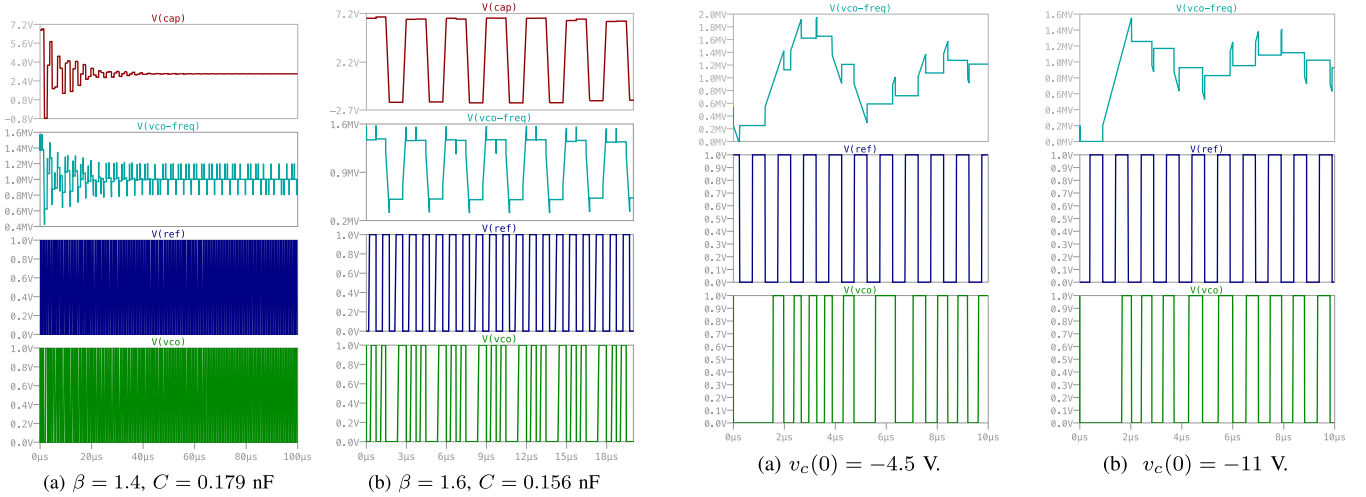 V(cap)
7.2V
5.6V
4.0V
2.4V
0.8V
-0.8V
V(vco-freq)
1.6MV
1.4MV
1.2MV
1.0MV
0.8MV
0.6MV
0.4MV
V(ref)
1.0V
0.8V
0.6V
0.4V
0.2V
0.0V
V(vco)
1.0V
0.8V
0.6V
0.4V
0.2V
0.0V
0µs 20µs 40µs 60µs 80µs 100µs
(a) β = 1.4, C = 0.179 nF
V(cap)
7.2V
2.2V
-2.7V
V(vco-freq)
1.6MV
0.9MV
0.2MV
V(ref)
1.0V
0.8V
0.6V
0.4V
0.2V
0.0V
V(vco)
1.0V
0.8V
0.6V
0.4V
0.2V
0.0V
0µs 3µs 6µs 9µs 12µs 15µs 18µs
(b) β = 1.6, C = 0.156 nF
V(vco-freq)
2.0MV
1.8MV
1.6MV
1.4MV
1.2MV
1.0MV
0.8MV
0.6MV
0.4MV
0.2MV
0.0MV
V(ref)
1.0V
0.9V
0.8V
0.7V
0.6V
0.5V
0.4V
0.3V
0.2V
0.1V
0.0V
V(vco)
1.0V
0.9V
0.8V
0.7V
0.6V
0.5V
0.4V
0.3V
0.2V
0.1V
0.0V
0µs 2µs 4µs 6µs 8µs 10µs
(a) v_c(0) = −4.5 V.
V(vco-freq)
1.6MV
1.4MV
1.2MV
1.0MV
0.8MV
0.6MV
0.4MV
0.2MV
0.0MV
V(ref)
1.0V
0.9V
0.8V
0.7V
0.6V
0.5V
0.4V
0.3V
0.2V
0.1V
0.0V
V(vco)
1.0V
0.9V
0.8V
0.7V
0.6V
0.5V
0.4V
0.3V
0.2V
0.1V
0.0V
0µs 2µs 4µs 6µs 8µs 10µs
(b) v_c(0) = −11 V.